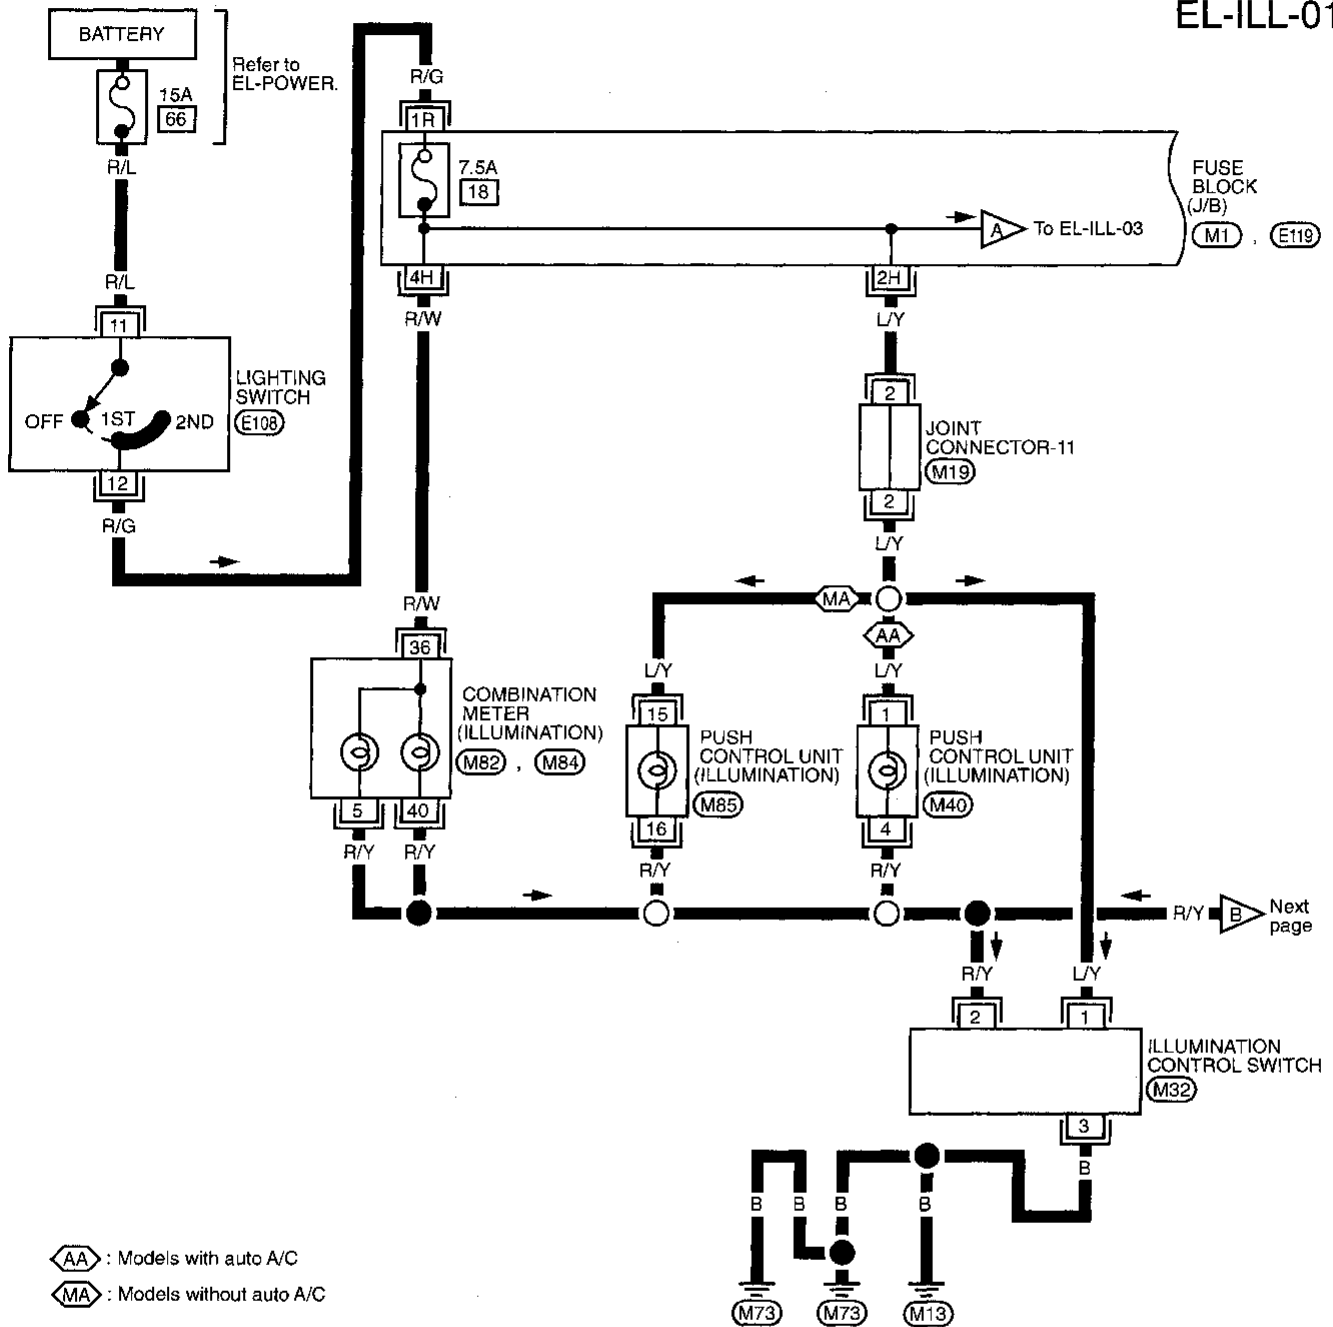 EL-ILL-01
BATTERY
Refer to
EL-POWER.
15A
66
R/L
R/L
11
LIGHTING
SWITCH
E108
OFF
1ST
2ND
12
R/G
R/G
1R
7.5A
18
A
To EL-ILL-03
FUSE
BLOCK
(J/B)
M1 , E119
4H
2H
R/W
L/Y
2
JOINT
CONNECTOR-11
M19
2
L/Y
R/W
MA
AA
36
L/Y
L/Y
COMBINATION
METER
(ILLUMINATION)
M82 , M84
15
PUSH
CONTROL UNIT
(ILLUMINATION)
M85
1
PUSH
CONTROL UNIT
(ILLUMINATION)
M40
5
40
16
4
R/Y
R/Y
R/Y
R/Y
R/Y
B
Next
page
R/Y
L/Y
2
1
ILLUMINATION
CONTROL SWITCH
M32
3
B
B
B
B
B
M73
M73
M13
AA : Models with auto A/C
MA : Models without auto A/C